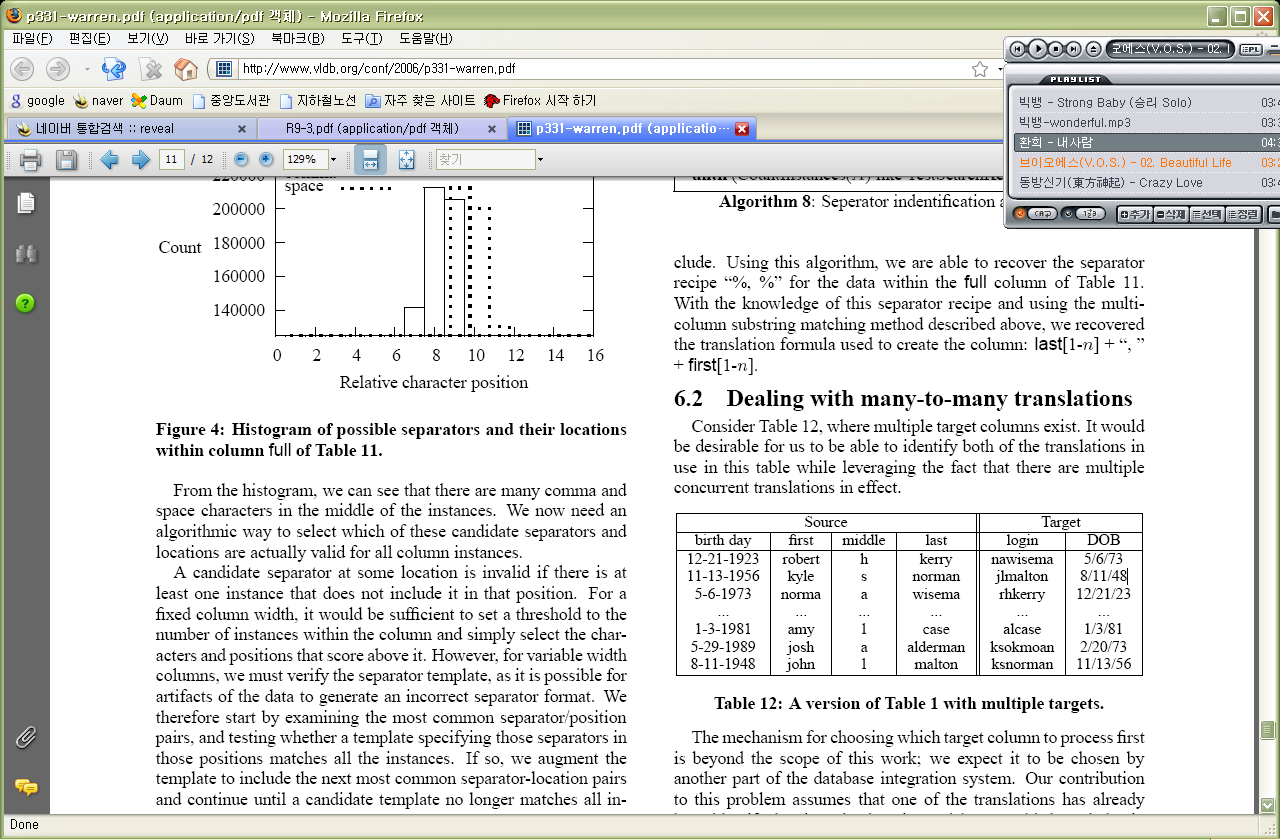 p331-warren.pdf (application/pdf 객체) - Mozilla Firefox
파일(F) 편집(E) 보기(V) 바로 가기(S) 북마크(B) 도구(T) 도움말(H)
http://www.vldb.org/conf/2006/p331-warren.pdf
google naver Daum 중앙도서관 지하철노선 자주 찾은 사이트 Firefox 시작 하기
네이버 통합검색 :: reveal
R9-3.pdf (application/pdf 객체)
p331-warren.pdf (applicatio...
11 / 12 129% 찾기
고에스(V.O.S.) - 02. EPL
PLAYLIST
빅뱅 - Strong Baby (승리 Solo) 03:
빅뱅-wonderful.mp3 03:
환희 - 내사람 04:
브이오에스(V.O.S.) - 02. Beautiful Life 03:
동방신기(東方神起) - Crazy Love 03:
추가 삭제 선택 정렬
220000
space
200000
Count 180000
160000
140000
0 2 4 6 8 10 12 14 16
Relative character position
Figure 4: Histogram of possible separators and their locations
within column full of Table 11.
From the histogram, we can see that there are many comma and
space characters in the middle of the instances. We now need an
algorithmic way to select which of these candidate separators and
locations are actually valid for all column instances.
A candidate separator at some location is invalid if there is at
least one instance that does not include it in that position. For a
fixed column width, it would be sufficient to set a threshold to the
number of instances within the column and simply select the char-
acters and positions that score above it. However, for variable width
columns, we must verify the separator template, as it is possible for
artifacts of the data to generate an incorrect separator format. We
therefore start by examining the most common separator/position
pairs, and testing whether a template specifying those separators in
those positions matches all the instances. If so, we augment the
template to include the next most common separator-location pairs
and continue until a candidate template no longer matches all in-
Algorithm 8: Seperator indentification a
clude. Using this algorithm, we are able to recover the separator
recipe “%, %” for the data within the full column of Table 11.
With the knowledge of this separator recipe and using the multi-
column substring matching method described above, we recovered
the translation formula used to create the column: last[1-n] + “, ”
+ first[1-n].
6.2 Dealing with many-to-many translations
Consider Table 12, where multiple target columns exist. It would
be desirable for us to be able to identify both of the translations in
use in this table while leveraging the fact that there are multiple
concurrent translations in effect.
Source Target
birth day first middle last login DOB
12-21-1923 robert h kerry nawisema 5/6/73
11-13-1956 kyle s norman jlmalton 8/11/48
5-6-1973 norma a wisema rhkerry 12/21/23
... ... ... ... ... ...
1-3-1981 amy l case alcase 1/3/81
5-29-1989 josh a alderman ksokmoan 2/20/73
8-11-1948 john l malton ksnorman 11/13/56
Table 12: A version of Table 1 with multiple targets.
The mechanism for choosing which target column to process first
is beyond the scope of this work; we expect it to be chosen by
another part of the database integration system. Our contribution
to this problem assumes that one of the translations has already
Done